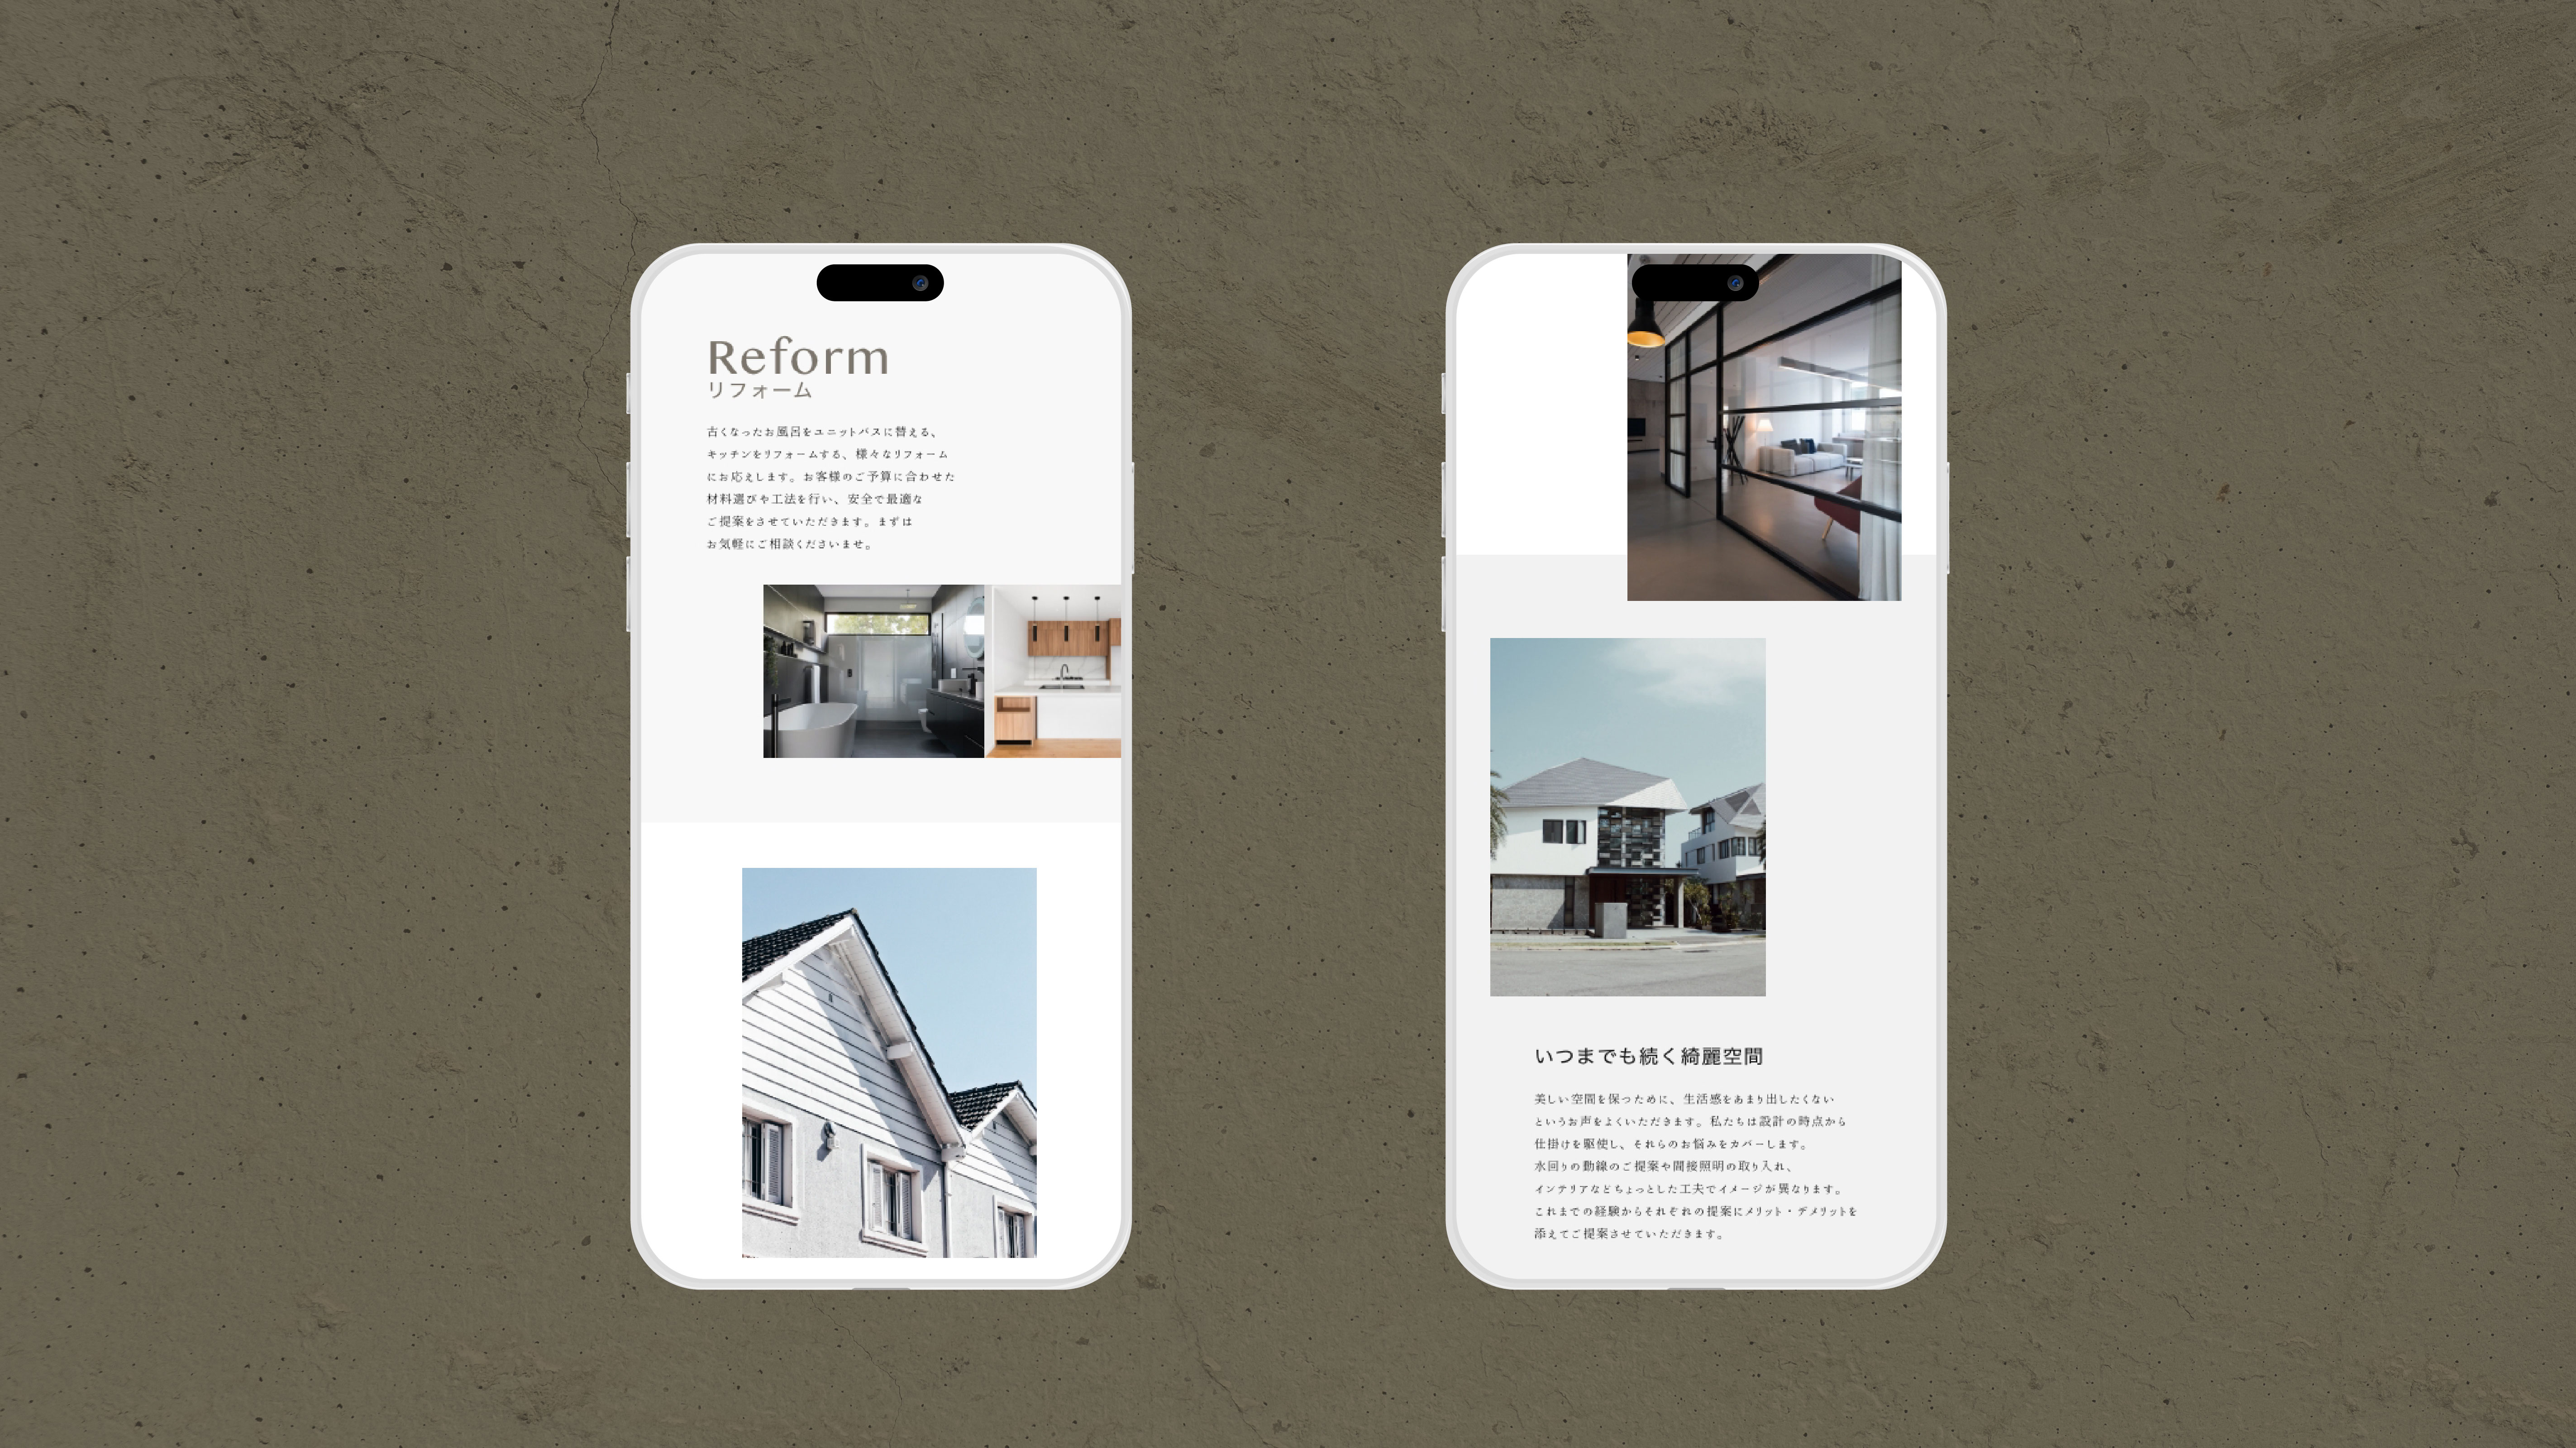 Reform
リフォーム
古くなったお風呂をユニットバスに替える、
キッチンをリフォームする、様々なリフォーム
にお応えします。お客様のご予算に合わせた
材料選びや工法を行い、安全で最適な
ご提案をさせていただきます。まずは
お気軽にご相談くださいませ。
いつまでも続く綺麗空間
美しい空間を保つために、生活感をあまり出したくない
というお声をよくいただきます。私たちは設計の時点から
仕掛けを駆使し、それらのお悩みをカバーします。
水回りの動線のご提案や間接照明の取り入れ、
インテリアなどちょっとした工夫でイメージが異なります。
これまでの経験からそれぞれの提案にメリット・デメリットを
添えてご提案させていただきます。